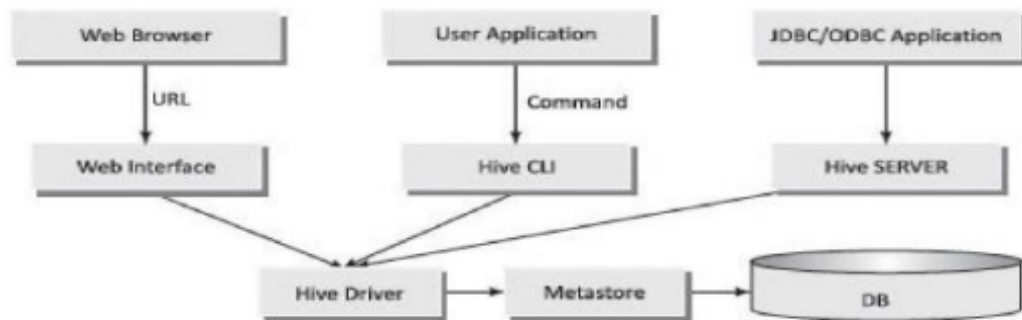 Web Browser
User Application
JDBC/ODBC Application
URL
Command
Web Interface
Hive CLI
Hive SERVER
Hive Driver
Metastore
DB